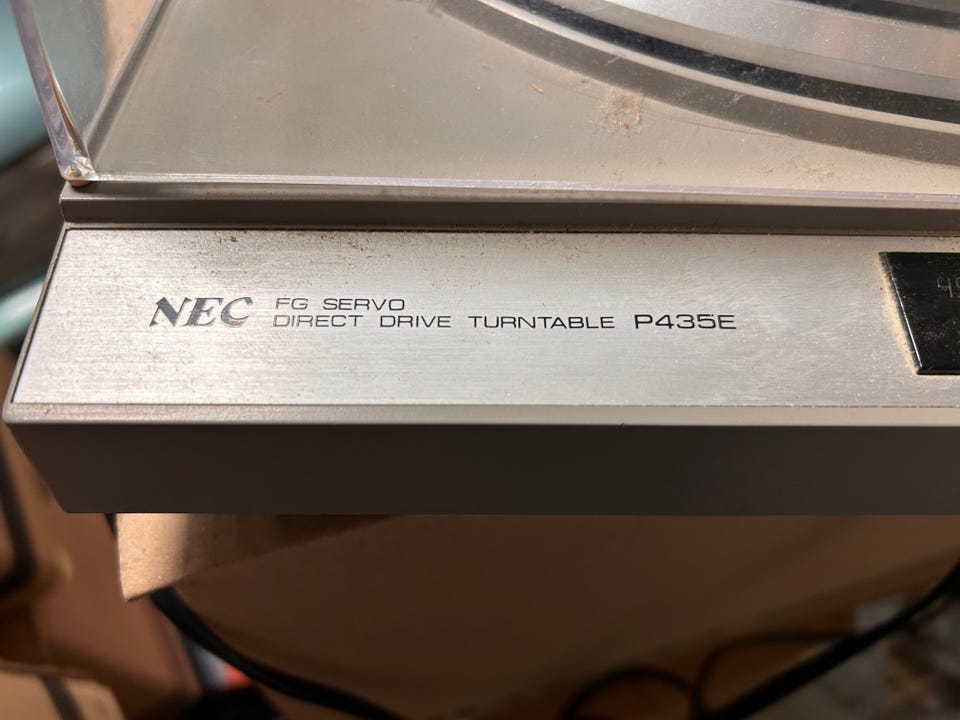 NEC FG SERVO
DIRECT DRIVE TURNTABLE P435E